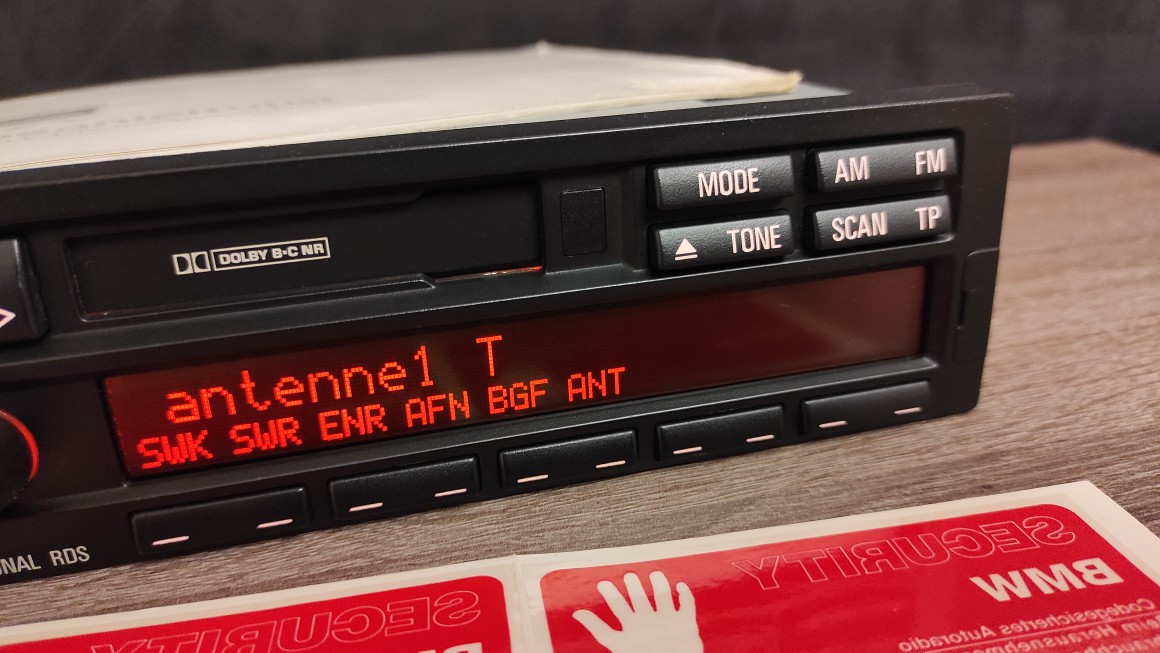 DOLBY B·C NR
MODE
AM FM
TONE
SCAN TP
antenne1 T
SWK SWR ENR AFN BGF ANT
NAL RDS
SECURITY
BMW
Codegesichertes Autoradio
SECURITY